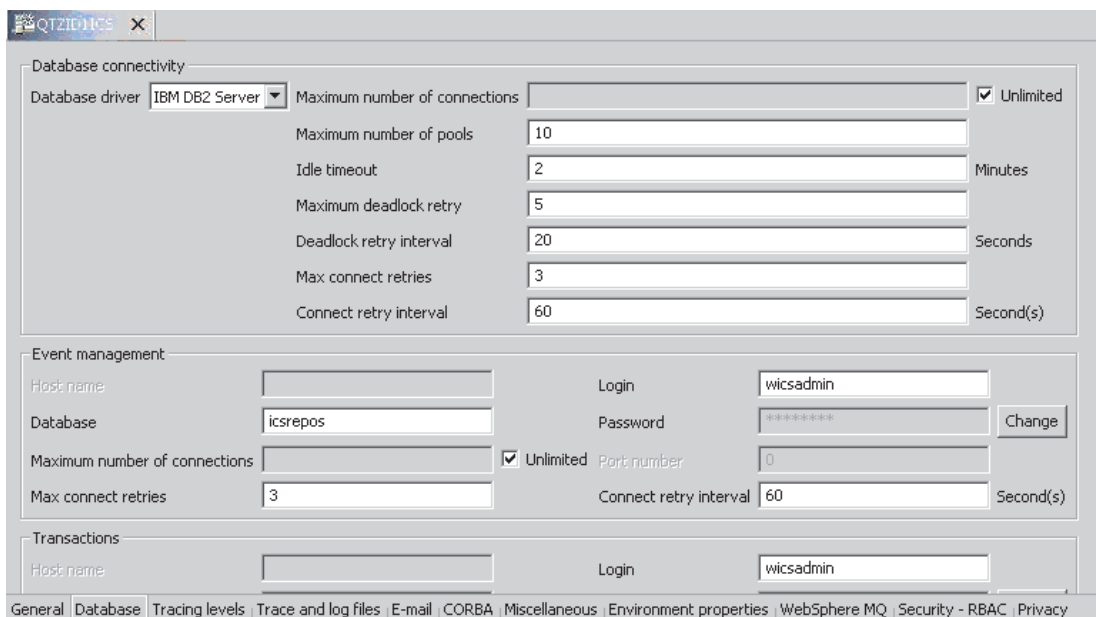 Database connectivity
Database driver IBM DB2 Server Maximum number of connections Unlimited
Maximum number of pools 10
Idle timeout 2 Minutes
Maximum deadlock retry 5
Deadlock retry interval 20 Seconds
Max connect retries 3
Connect retry interval 60 Second(s)
Event management
Host name Login wicsadmin
Database icsrepos Password ******** Change
Maximum number of connections Unlimited Port number 0
Max connect retries 3 Connect retry interval 60 Second(s)
Transactions
Host name Login wicsadmin
General Database Tracing levels Trace and log files E-mail CORBA Miscellaneous Environment properties WebSphere MQ Security - RBAC Privacy